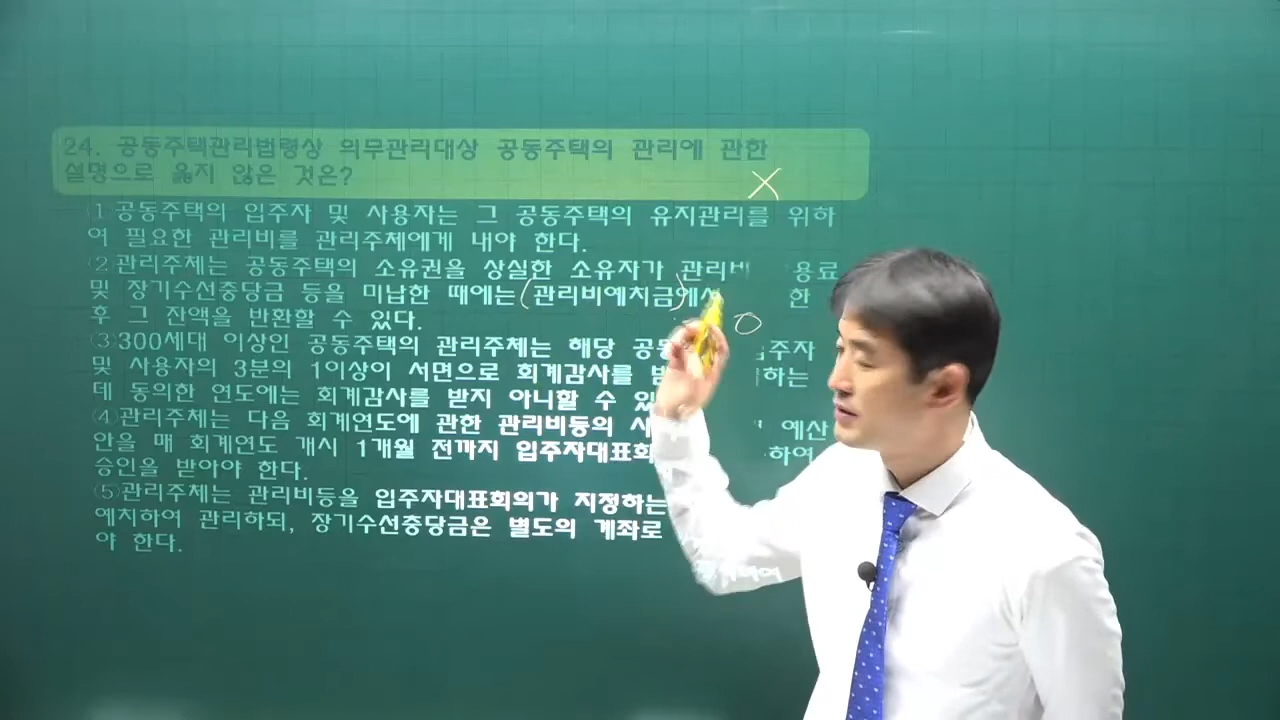 24. 공동주택관리법령상 의무관리대상 공동주택의 관리에 관한
설명으로 옳지 않은 것은?
(1)공동주택의 입주자 및 사용자는 그 공동주택의 유지관리를 위하
여 필요한 관리비를 관리주체에게 내야 한다.
(2)관리주체는 공동주택의 소유권을 상실한 소유자가 관리비 용료
및 장기수선충당금 등을 미납한 때에는 (관리비예치금)에서 한
후 그 잔액을 반환할 수 있다.
(3)300세대 이상인 공동주택의 관리주체는 해당 주자
및 사용자의 3분의 1이상이 서면으로 회계감사를 하는
데 동의한 연도에는 회계감사를 받지 아니할 수
(4)관리주체는 다음 회계연도에 관한 관리비등의 예산
안을 매 회계연도 개시 1개월 전까지 하여
승인을 받아야 한다.
(5)관리주체는 관리비등을 입주자대표회의가 지정하는
예치하여 관리하되, 장기수선충당금은 별도의 계좌로
야 한다.